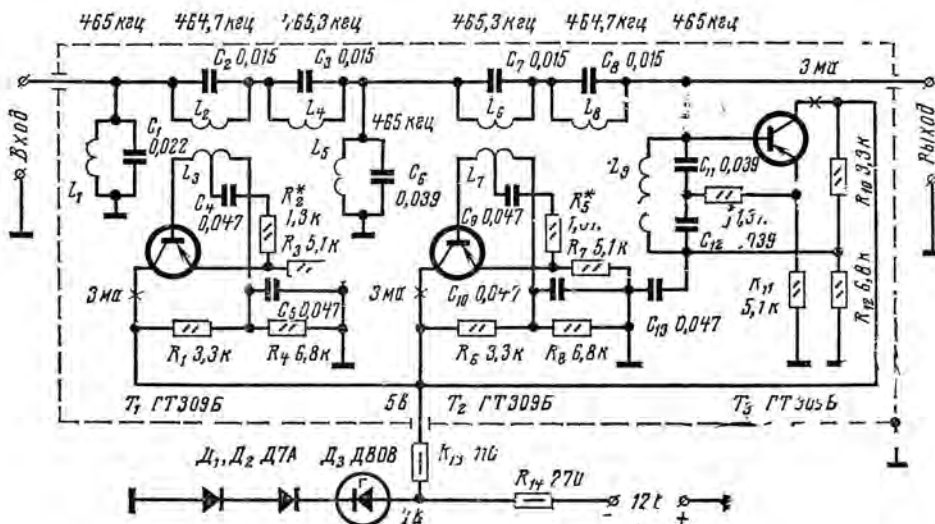 465 кгц 464,7 кгц 465,3 кгц 465,3 кгц 464,7 кгц 465 кгц
C2 0,015 C3 0,015 C7 0,015 C8 0,015
3 ма
L2 L4 L6 L8
Вход
Выход
C1 0,022
L1
L3
C4 0,047
R2* 1,3к
R3 5,1к
465 кгц
L5
C6 0,039
L7
C9 0,047
R5*
R7 5,1к
L9
C11 0,039
C12
R10 3,3к
3 ма
C5 0,047
3 ма
C10 0,047
C13 0,047
R11 5,1к
R12 6,8к
R1 3,3к
R4 6,8к
R6 3,3к
R8 6,8к
T1 ГТ309Б
5в
T2 ГТ309Б
T3 ГТ309Б
Д1, Д2 Д7А
Д3 Д808
Г
R13 110
R14 270
12в
- +